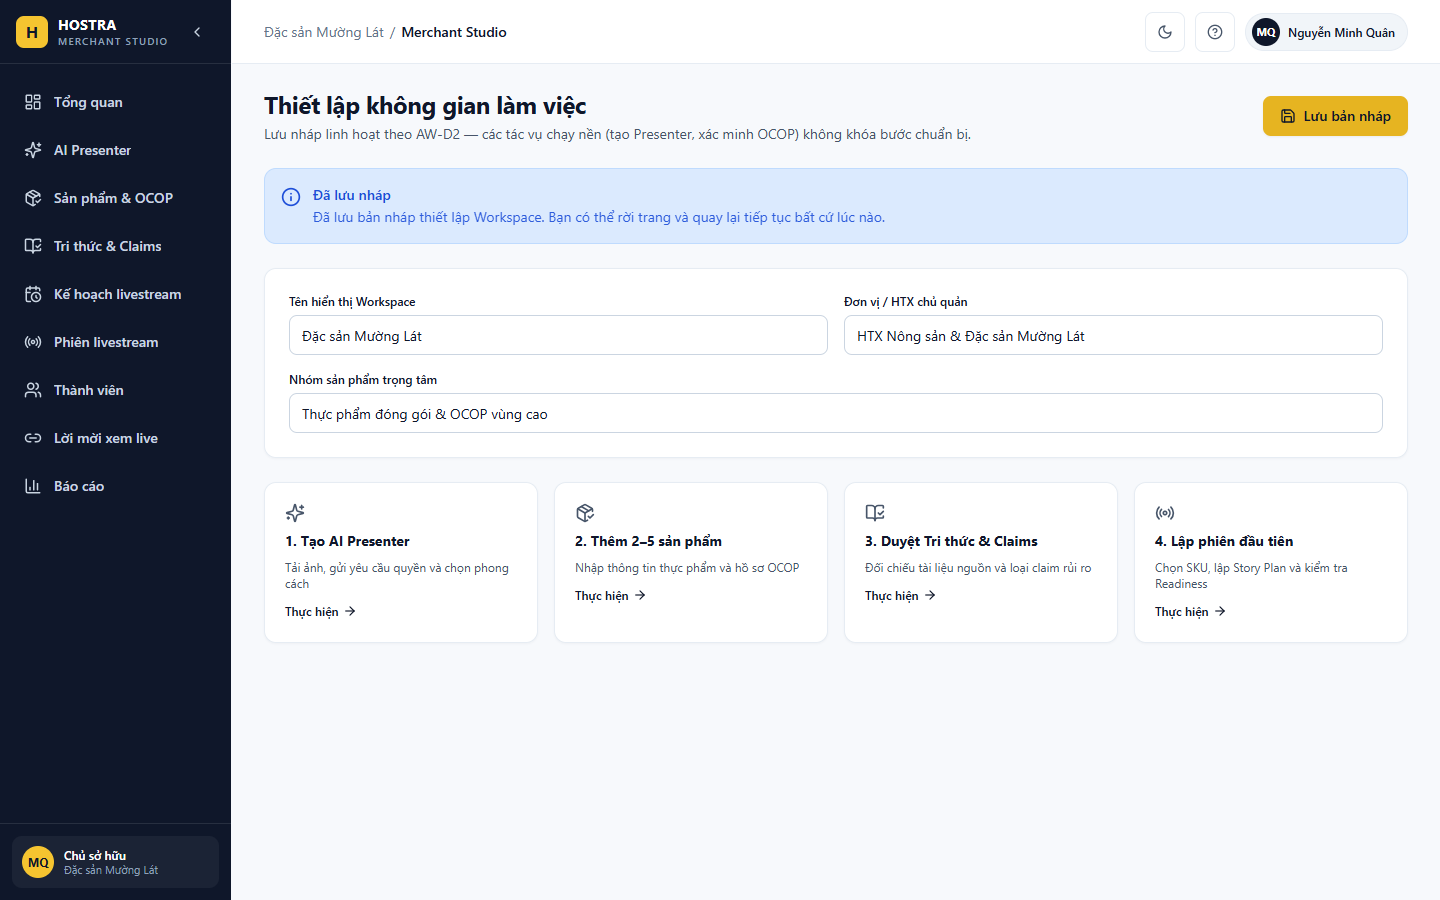 H
HOSTRA
MERCHANT STUDIO
Tổng quan
AI Presenter
Sản phẩm & OCOP
Tri thức & Claims
Kế hoạch livestream
Phiên livestream
Thành viên
Lời mời xem live
Báo cáo
MQ
Chủ sở hữu
Đặc sản Mường Lát
Đặc sản Mường Lát / Merchant Studio
MQ Nguyễn Minh Quân
Thiết lập không gian làm việc
Lưu nháp linh hoạt theo AW-D2 — các tác vụ chạy nền (tạo Presenter, xác minh OCOP) không khóa bước chuẩn bị.
Lưu bản nháp
Đã lưu nháp
Đã lưu bản nháp thiết lập Workspace. Bạn có thể rời trang và quay lại tiếp tục bất cứ lúc nào.
Tên hiển thị Workspace
Đặc sản Mường Lát
Đơn vị / HTX chủ quản
HTX Nông sản & Đặc sản Mường Lát
Nhóm sản phẩm trọng tâm
Thực phẩm đóng gói & OCOP vùng cao
1. Tạo AI Presenter
Tải ảnh, gửi yêu cầu quyền và chọn phong
cách
Thực hiện
2. Thêm 2–5 sản phẩm
Nhập thông tin thực phẩm và hồ sơ OCOP
Thực hiện
3. Duyệt Tri thức & Claims
Đối chiếu tài liệu nguồn và loại claim rủi ro
Thực hiện
4. Lập phiên đầu tiên
Chọn SKU, lập Story Plan và kiểm tra
Readiness
Thực hiện